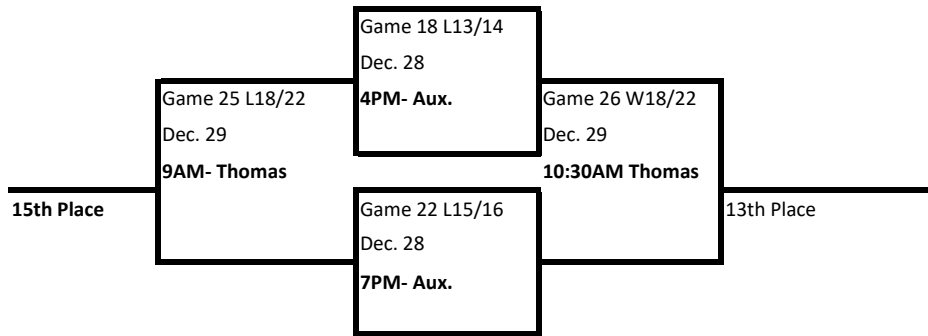 Game 18 L13/14
Dec. 28
4PM- Aux.
Game 25 L18/22
Dec. 29
9AM- Thomas
Game 26 W18/22
Dec. 29
10:30AM Thomas
15th Place
Game 22 L15/16
Dec. 28
7PM- Aux.
13th Place